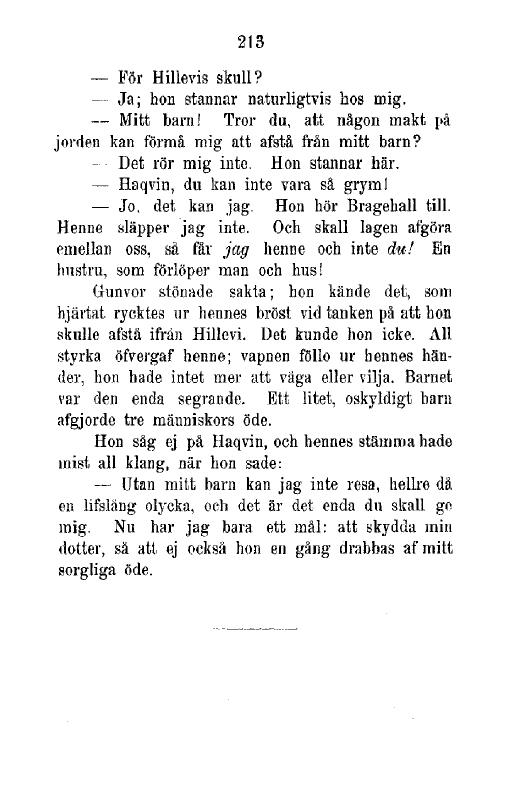 213
— För Hillevis skull?
— Ja; hon stannar naturligtvis hos mig.
— Mitt barn! Tror du, att någon makt på
jorden kan förmå mig att afstå från mitt barn?
— Det rör mig inte. Hon stannar här.
— Haqvin, du kan inte vara så grym!
— Jo, det kan jag. Hon hör Bragehall till.
Henne släpper jag inte. Och skall lagen afgöra
emellan oss, så får jag henne och inte du! En
hustru, som förlöper man och hus!
Gunvor stönade sakta; hon kände det, som
hjärtat rycktes ur hennes bröst vid tanken på att hon
skulle afstå ifrån Hillevi. Det kunde hon icke. All
styrka öfvergaf henne; vapnen föllo ur hennes hän-
der, hon hade intet mer att väga eller vilja. Barnet
var den enda segrande. Ett litet, oskyldigt barn
afgjorde tre människors öde.
Hon såg ej på Haqvin, och hennes stämma hade
mist all klang, när hon sade:
— Utan mitt barn kan jag inte resa, hellre då
en lifslång olycka, och det är det enda du skall ge
mig. Nu har jag bara ett mål: att skydda min
dotter, så att ej också hon en gång drabbas af mitt
sorgliga öde.